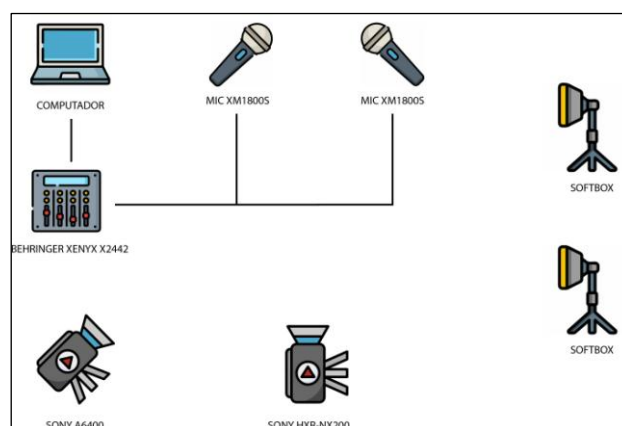 COMPUTADOR
MIC XM1800S
MIC XM1800S
SOFTBOX
BEHRINGER XENYX X2442
SOFTBOX
SONY A6400
SONY HXR-NX200